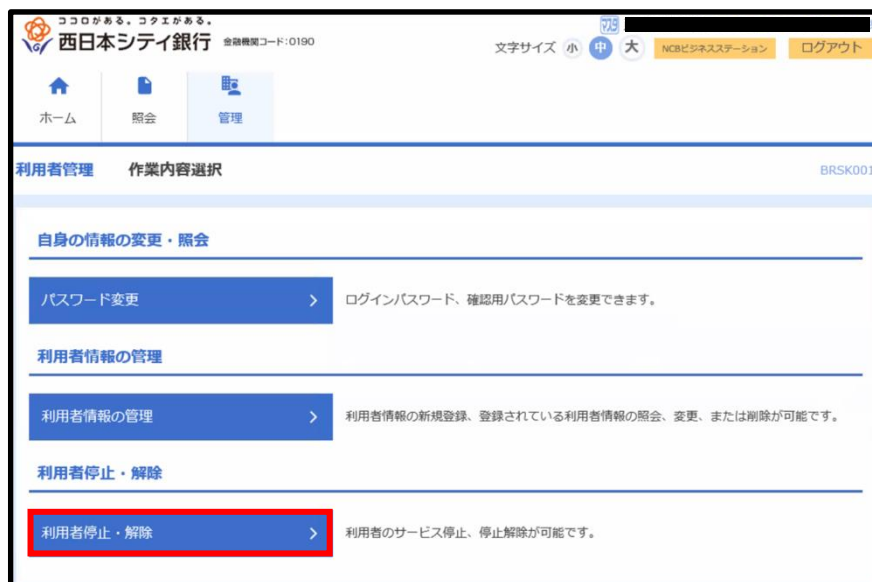 ココロがある。コタエがある。
西日本シティ銀行 金融機関コード:0190
マスタ
文字サイズ 小 中 大 NCBビジネスステーション ログアウト
ホーム 照会 管理
利用者管理 作業内容選択 BRSK001
自身の情報の変更・照会
パスワード変更 ログインパスワード、確認用パスワードを変更できます。
利用者情報の管理
利用者情報の管理 利用者情報の新規登録、登録されている利用者情報の照会、変更、または削除が可能です。
利用者停止・解除
利用者停止・解除 利用者のサービス停止、停止解除が可能です。